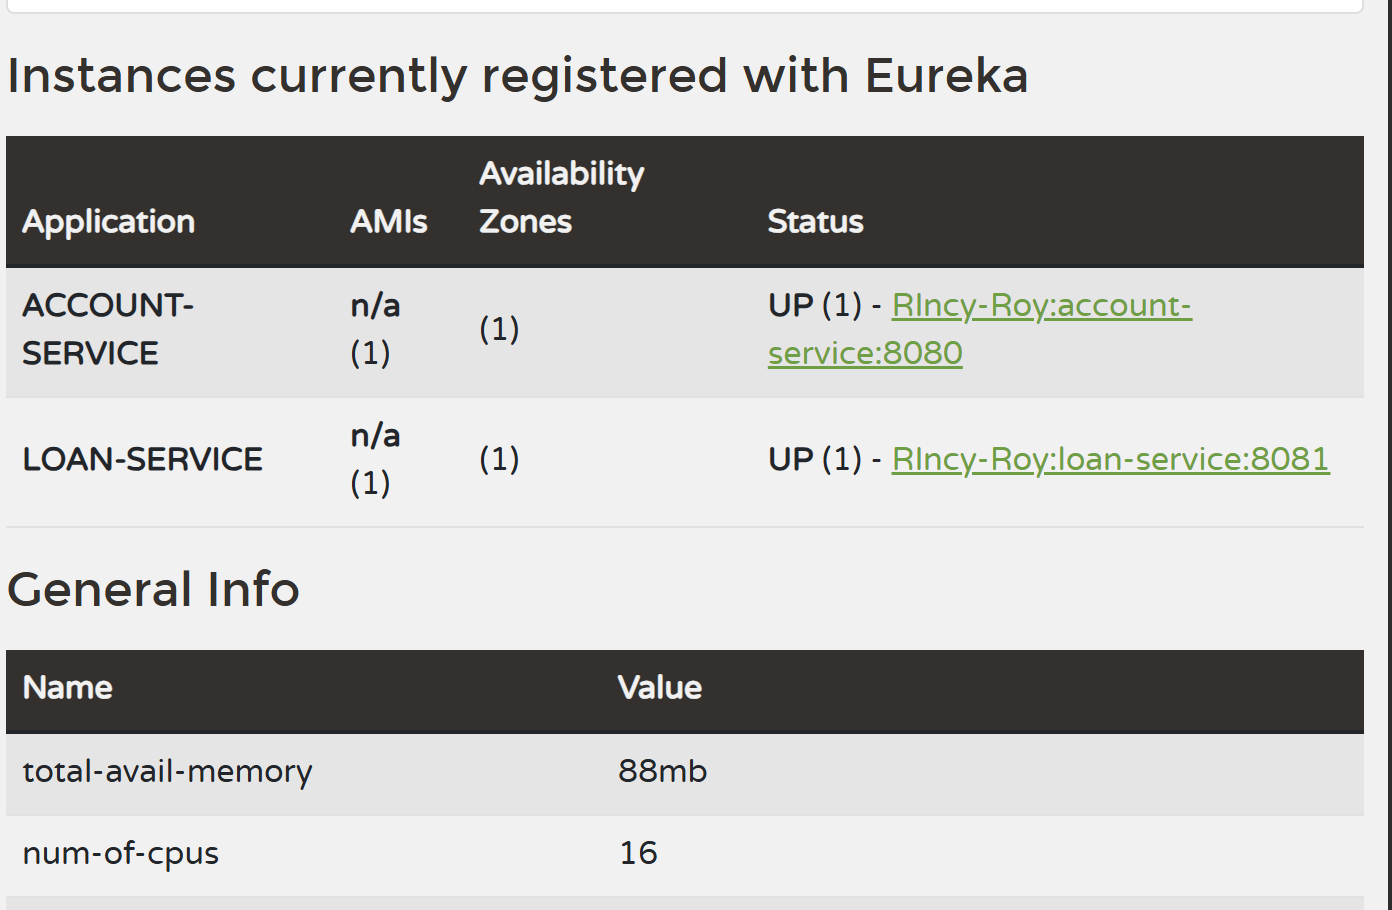 Instances currently registered with Eureka
Availability
Application AMIs Zones Status
ACCOUNT- n/a UP (1) - RIncy-Roy:account-
(1)
SERVICE (1) service:8080
n/a
LOAN-SERVICE (1) UP (1) - RIncy-Roy:loan-service:8081
(1)
General Info
Name Value
total-avail-memory 88mb
num-of-cpus 16